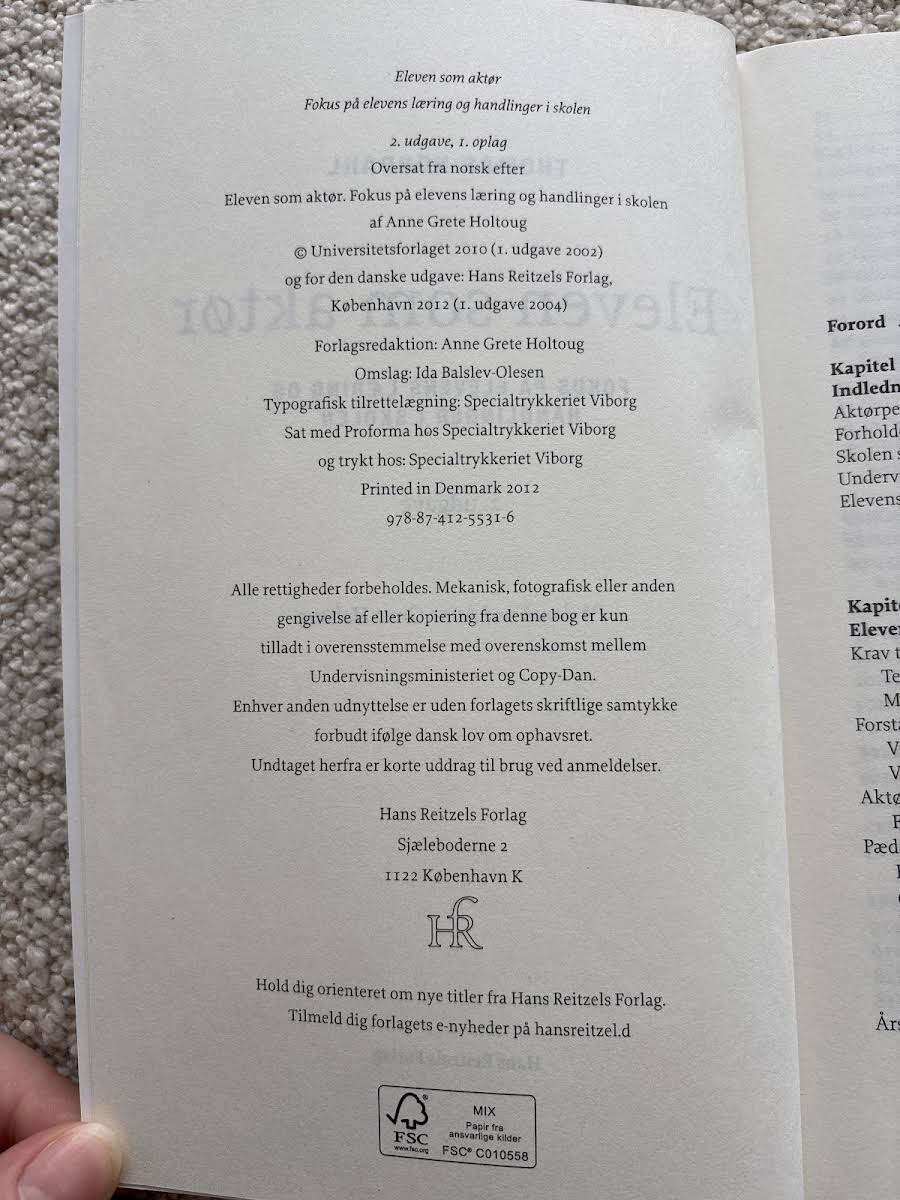 Eleven som aktør
Fokus på elevens læring og handlinger i skolen
2. udgave, 1. oplag
Oversat fra norsk efter
Eleven som aktør. Fokus på elevens læring og handlinger i skolen
af Anne Grete Holtoug
© Universitetsforlaget 2010 (1. udgave 2002)
og for den danske udgave: Hans Reitzels Forlag,
København 2012 (1. udgave 2004)
Forlagsredaktion: Anne Grete Holtoug
Omslag: Ida Balslev-Olesen
Typografisk tilrettelægning: Specialtrykkeriet Viborg
Sat med Proforma hos Specialtrykkeriet Viborg
og trykt hos: Specialtrykkeriet Viborg
Printed in Denmark 2012
978-87-412-5531-6
Alle rettigheder forbeholdes. Mekanisk, fotografisk eller anden
gengivelse af eller kopiering fra denne bog er kun
tilladt i overensstemmelse med overenskomst mellem
Undervisningsministeriet og Copy-Dan.
Enhver anden udnyttelse er uden forlagets skriftlige samtykke
forbudt ifølge dansk lov om ophavsret.
Undtaget herfra er korte uddrag til brug ved anmeldelser.
Hans Reitzels Forlag
Sjæleboderne 2
1122 København K
HfR
Hold dig orienteret om nye titler fra Hans Reitzels Forlag.
Tilmeld dig forlagets e-nyheder på hansreitzel.d
FSC®
www.fsc.org
MIX
Papir fra
ansvarlige kilder
FSC® C010558
Forord
Kapitel
Indledn
Aktørpe
Forhold
Skolen s
Underv
Elevens
Kapite
Eleve
Krav t
Te
M
Forsta
V
V
Aktø
F
Pæd
Års